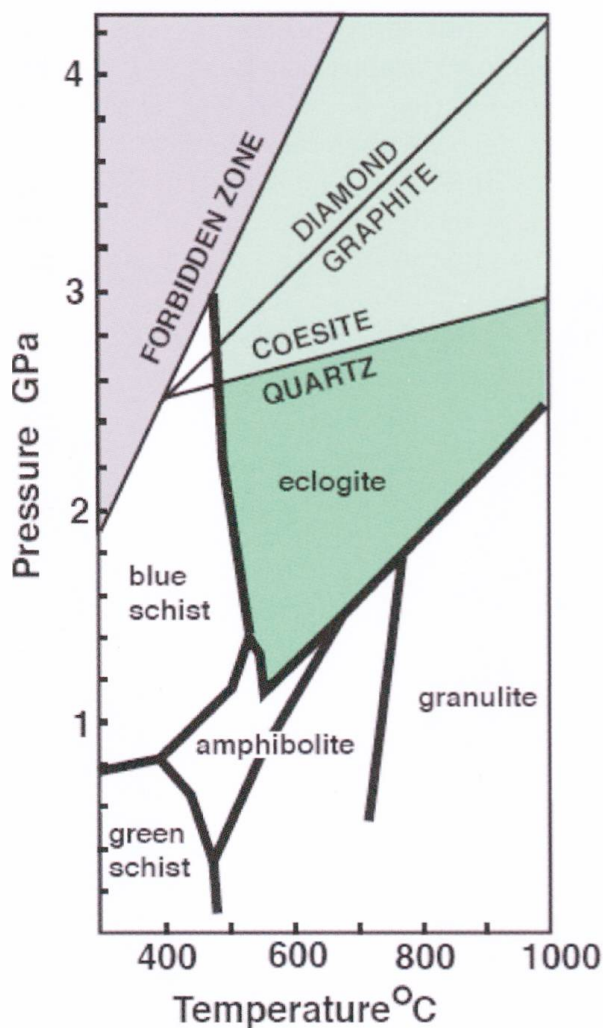 4
3
2
1
Pressure GPa
FORBIDDEN ZONE
DIAMOND
GRAPHITE
COESITE
QUARTZ
eclogite
blue
schist
granulite
amphibolite
green
schist
400
600
800
1000
Temperature°C